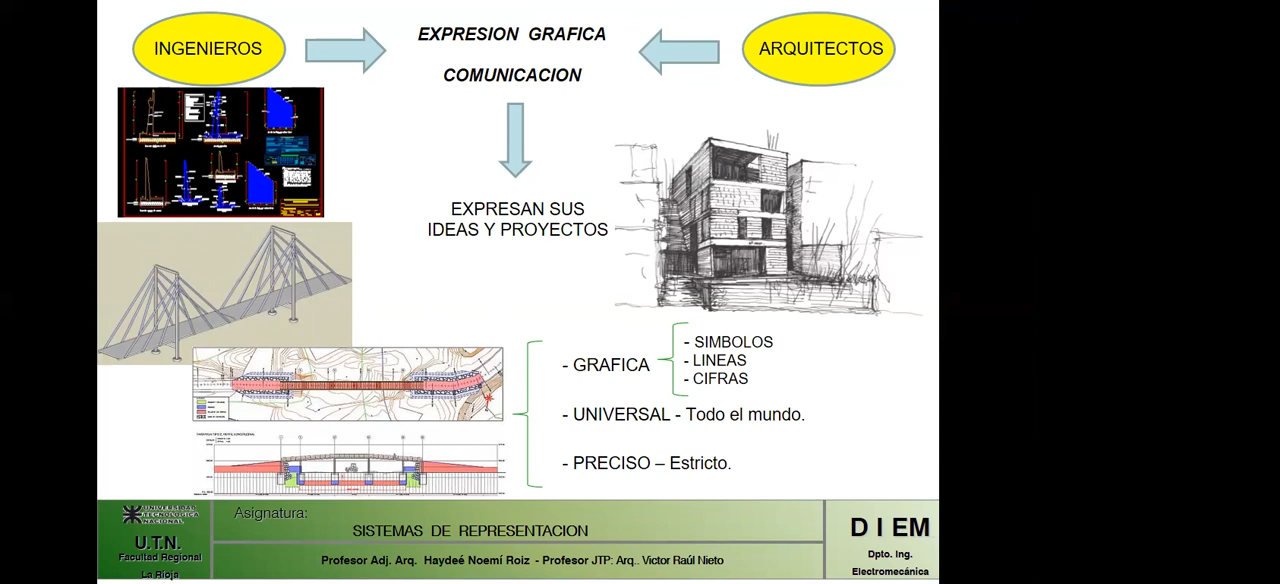 INGENIEROS
EXPRESION GRAFICA
COMUNICACION
ARQUITECTOS
EXPRESAN SUS
IDEAS Y PROYECTOS
- GRAFICA
- SIMBOLOS
- LINEAS
- CIFRAS
- UNIVERSAL - Todo el mundo.
- PRECISO – Estricto.
UNIVERSIDAD
TECNOLOGICA
NACIONAL
U.T.N.
Facultad Regional
La Rioja
Asignatura:
SISTEMAS DE REPRESENTACION
Profesor Adj. Arq. Haydeé Noemí Roiz - Profesor JTP: Arq.. Victor Raúl Nieto
D I EM
Dpto. Ing.
Electromecánica